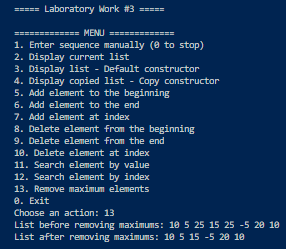 ===== Laboratory Work #3 =====
============= MENU =============
1. Enter sequence manually (0 to stop)
2. Display current list
3. Display list - Default constructor
4. Display copied list - Copy constructor
5. Add element to the beginning
6. Add element to the end
7. Add element at index
8. Delete element from the beginning
9. Delete element from the end
10. Delete element at index
11. Search element by value
12. Search element by index
13. Remove maximum elements
0. Exit
Choose an action: 13
List before removing maximums: 10 5 25 15 25 -5 20 10
List after removing maximums: 10 5 15 -5 20 10